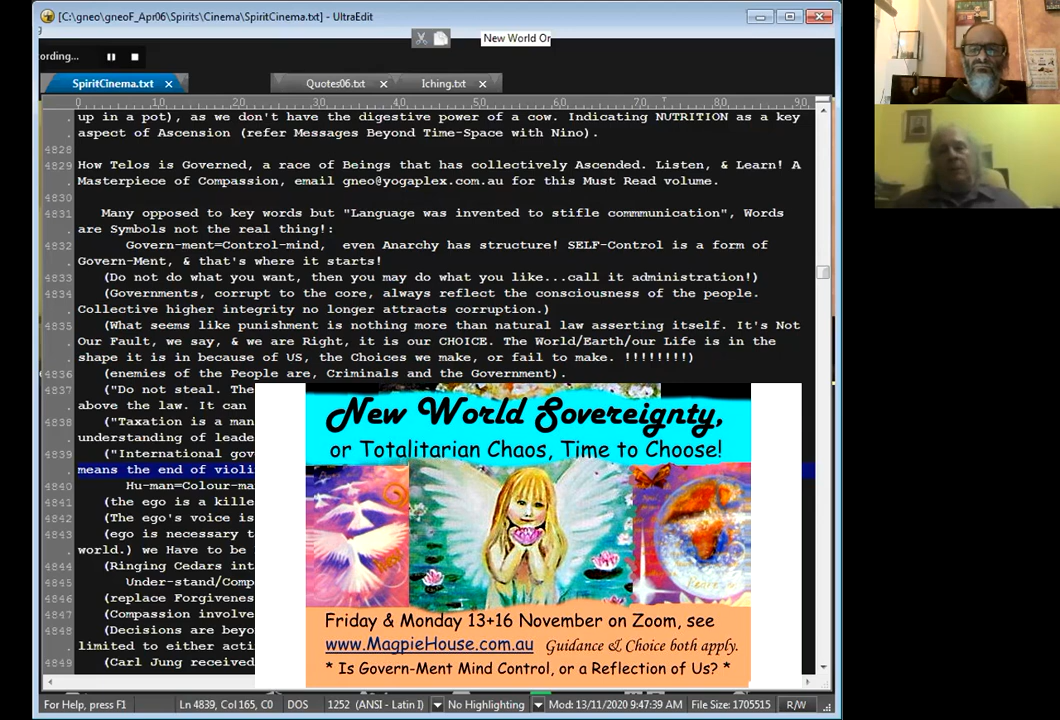 [C:\gneo\gneoF_Apr06\Spirits\Cinema\SpiritCinema.txt] - UltraEdit
New World Or
ording...
SpiritCinema.txt Quotes06.txt Iching.txt
0 10 20 30 40 50 60 70 80 90
up in a pot), as we don't have the digestive power of a cow. Indicating NUTRITION as a key
aspect of Ascension (refer Messages Beyond Time-Space with Nino).
4828
4829 How Telos is Governed, a race of Beings that has collectively Ascended. Listen, & Learn! A
Masterpiece of Compassion, email gneo@yogaplex.com.au for this Must Read volume.
4830
4831 Many opposed to key words but "Language was invented to stifle commmunication", Words
are Symbols not the real thing!:
4832 Govern-ment=Control-mind, even Anarchy has structure! SELF-Control is a form of
Govern-Ment, & that's where it starts!
4833 (Do not do what you want, then you may do what you like...call it administration!)
4834 (Governments, corrupt to the core, always reflect the consciousness of the people.
Collective higher integrity no longer attracts corruption.)
4835 (What seems like punishment is nothing more than natural law asserting itself. It's Not
Our Fault, we say, & we are Right, it is our CHOICE. The World/Earth/our Life is in the
shape it is in because of US, the Choices we make, or fail to make. !!!!!!!!)
4836 (enemies of the People are, Criminals and the Government).
4837 ("Do not steal. The
above the law. It can
4838 ("Taxation is a man
understanding of leade
4839 ("International gov
means the end of violi
4840 Hu-man=Colour-ma
4841 (the ego is a kille
4842 (The ego's voice is
4843 (ego is necessary t
world.) we Have to be
4844 (Ringing Cedars int
4845 Under-stand/Comp
4846 (replace Forgivenes
4847 (Compassion involve
4848 (Decisions are beyo
limited to either acti
4849 (Carl Jung received
New World Sovereignty,
or Totalitarian Chaos, Time to Choose!
Friday & Monday 13+16 November on Zoom, see
www.MagpieHouse.com.au Guidance & Choice both apply.
* Is Govern-Ment Mind Control, or a Reflection of Us? *
For Help, press F1 Ln 4839, Col 165, C0 DOS 1252 (ANSI - Latin I) No Highlighting Mod: 13/11/2020 9:47:39 AM File Size: 1705515 R/W